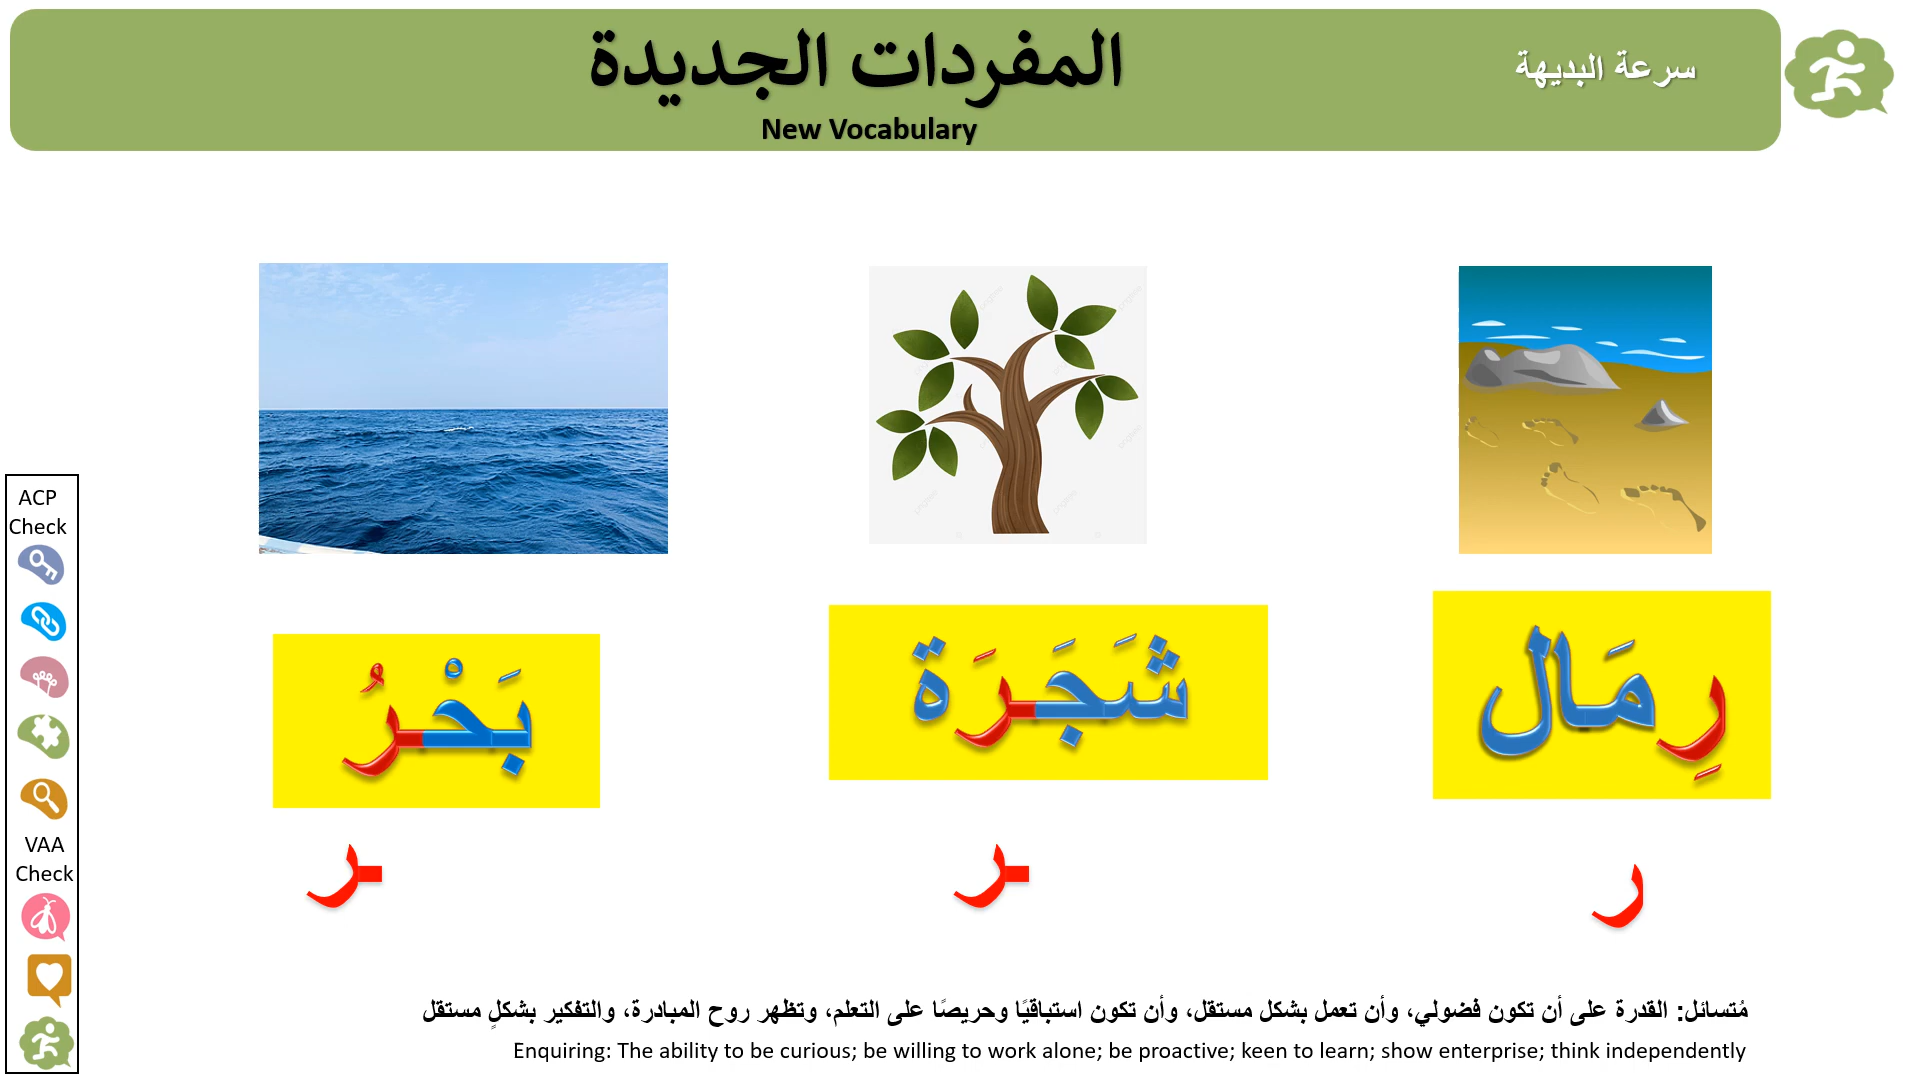 سرعة البديهة
المفردات الجديدة
New Vocabulary
رِمَال
شَجَرَة
بَحْرُ
ر
ـر
ـر
ACP
Check
VAA
Check
مُتسائل: القدرة على أن تكون فضولي، وأن تعمل بشكل مستقل، وأن تكون استباقيًا وحريصًا على التعلم، وتظهر روح المبادرة، والتفكير بشكلٍ مستقل
Enquiring: The ability to be curious; be willing to work alone; be proactive; keen to learn; show enterprise; think independently